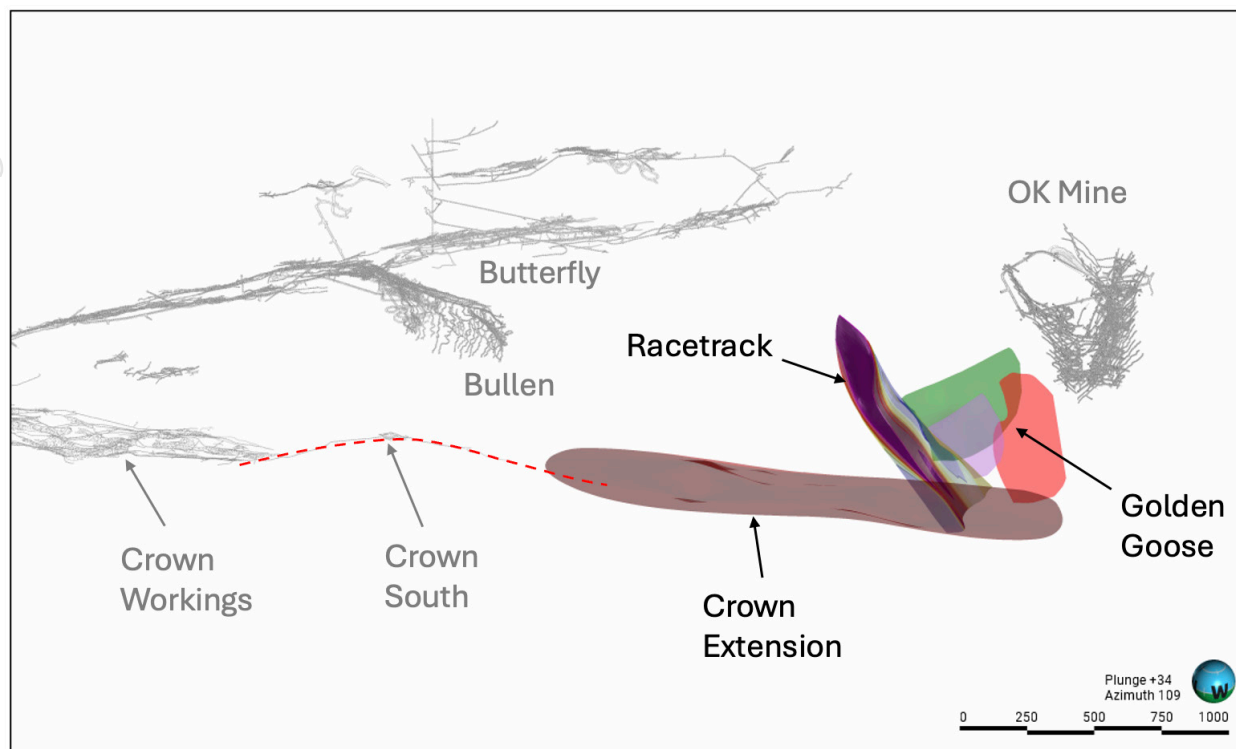 OK Mine
Butterfly
Racetrack
Bullen
Golden
Goose
Crown
Workings
Crown
South
Crown
Extension
Plunge +34
Azimuth 109
W
0 250 500 750 1000